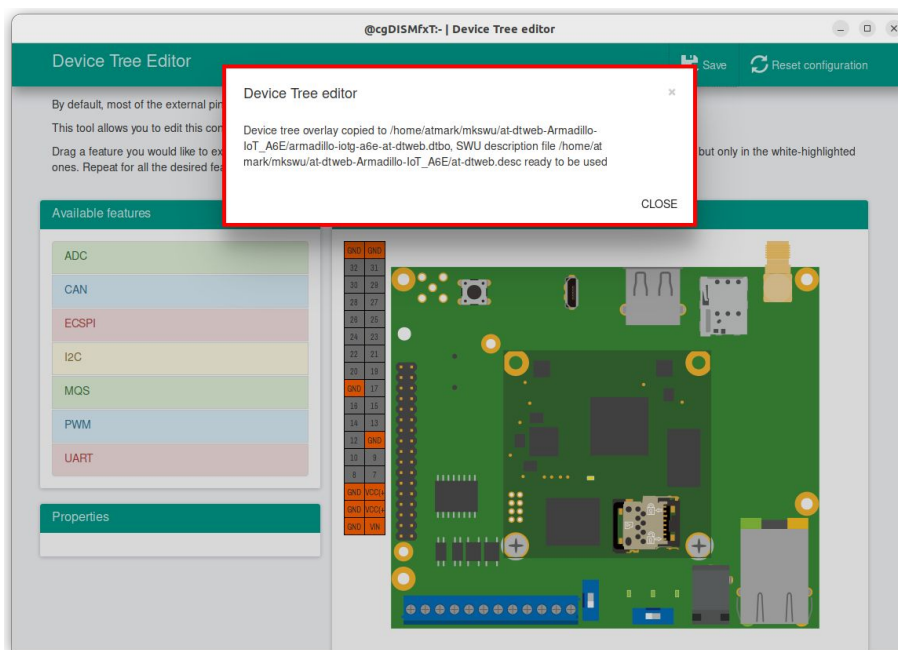 @cgDISMfxT:- | Device Tree editor
Device Tree Editor
Save
Reset configuration
By default, most of the external pin
This tool allows you to edit this con
Drag a feature you would like to ex
but only in the white-highlighted
ones. Repeat for all the desired fea
Device Tree editor
×
Device tree overlay copied to /home/atmark/mkswu/at-dtweb-Armadillo-
IoT_A6E/armadillo-iotg-a6e-at-dtweb.dtbo, SWU description file /home/at
mark/mkswu/at-dtweb-Armadillo-IoT_A6E/at-dtweb.desc ready to be used
CLOSE
Available features
ADC
CAN
ECSPI
I2C
MQS
PWM
UART
Properties
GND GND
32 31
30 29
28 27
26 25
24 23
22 21
20 19
GND 17
16 15
14 13
12 GND
10 9
8 7
GND VCC(+
GND VCC(+
GND VIN